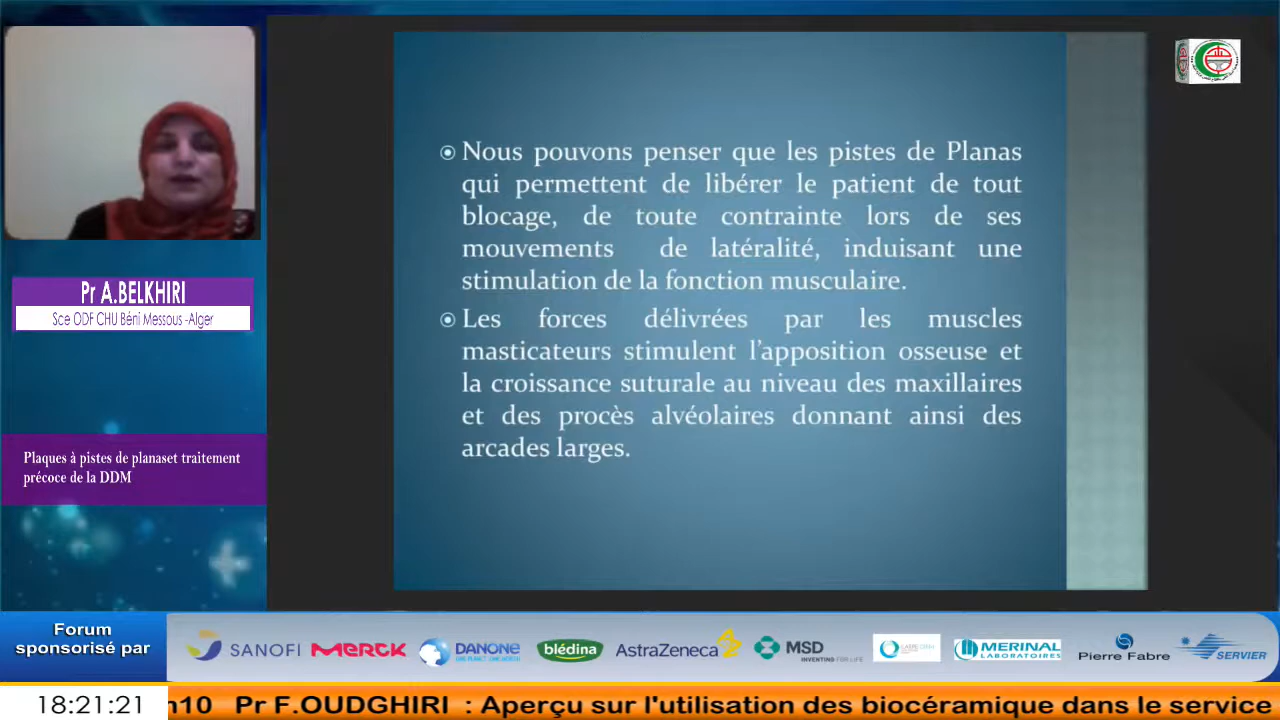 Nous pouvons penser que les pistes de Planas
qui permettent de libérer le patient de tout
blocage, de toute contrainte lors de ses
mouvements de latéralité, induisant une
stimulation de la fonction musculaire.
Les forces délivrées par les muscles
masticateurs stimulent l'apposition osseuse et
la croissance suturale au niveau des maxillaires
et des procès alvéolaires donnant ainsi des
arcades larges.
Pr A.BELKHIRI
Sce ODF CHU Béni Messous -Alger
Plaques à pistes de planaset traitement
précoce de la DDM
Forum
sponsorisé par
SANOFI
MERCK
DANONE
blédina
AstraZeneca
MSD
INVENTING FOR LIFE
MERINAL
LABORATOIRES
Pierre Fabre
SERVIER
18:21:21
h10 Pr F.OUDGHIRI : Aperçu sur l'utilisation des biocéramique dans le service